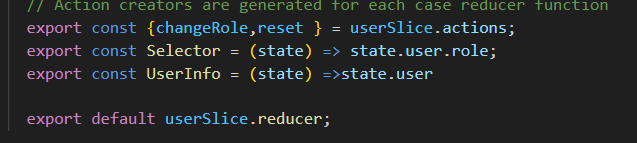 // Action creators are generated for each case reducer function
export const {changeRole,reset } = userSlice.actions;
export const Selector = (state) => state.user.role;
export const UserInfo = (state) =>state.user
export default userSlice.reducer;